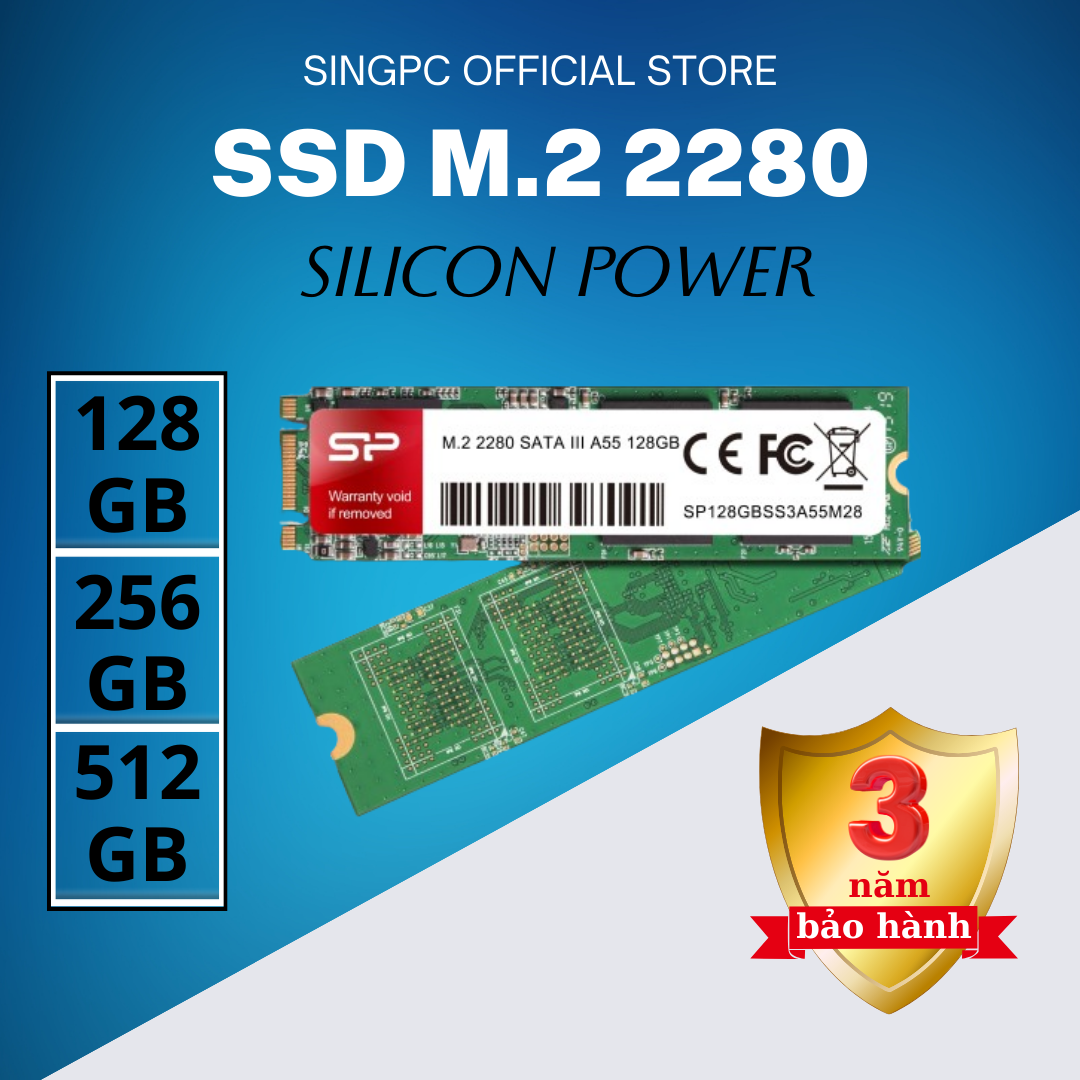 SINGPC OFFICIAL STORE
SSD M.2 2280
SILICON POWER
128
GB
256
GB
512
GB
SP
M.2 2280 SATA III A55 128GB
CE FC
Warranty void
if removed
SP128GBSS3A55M28
3
năm
bảo hành